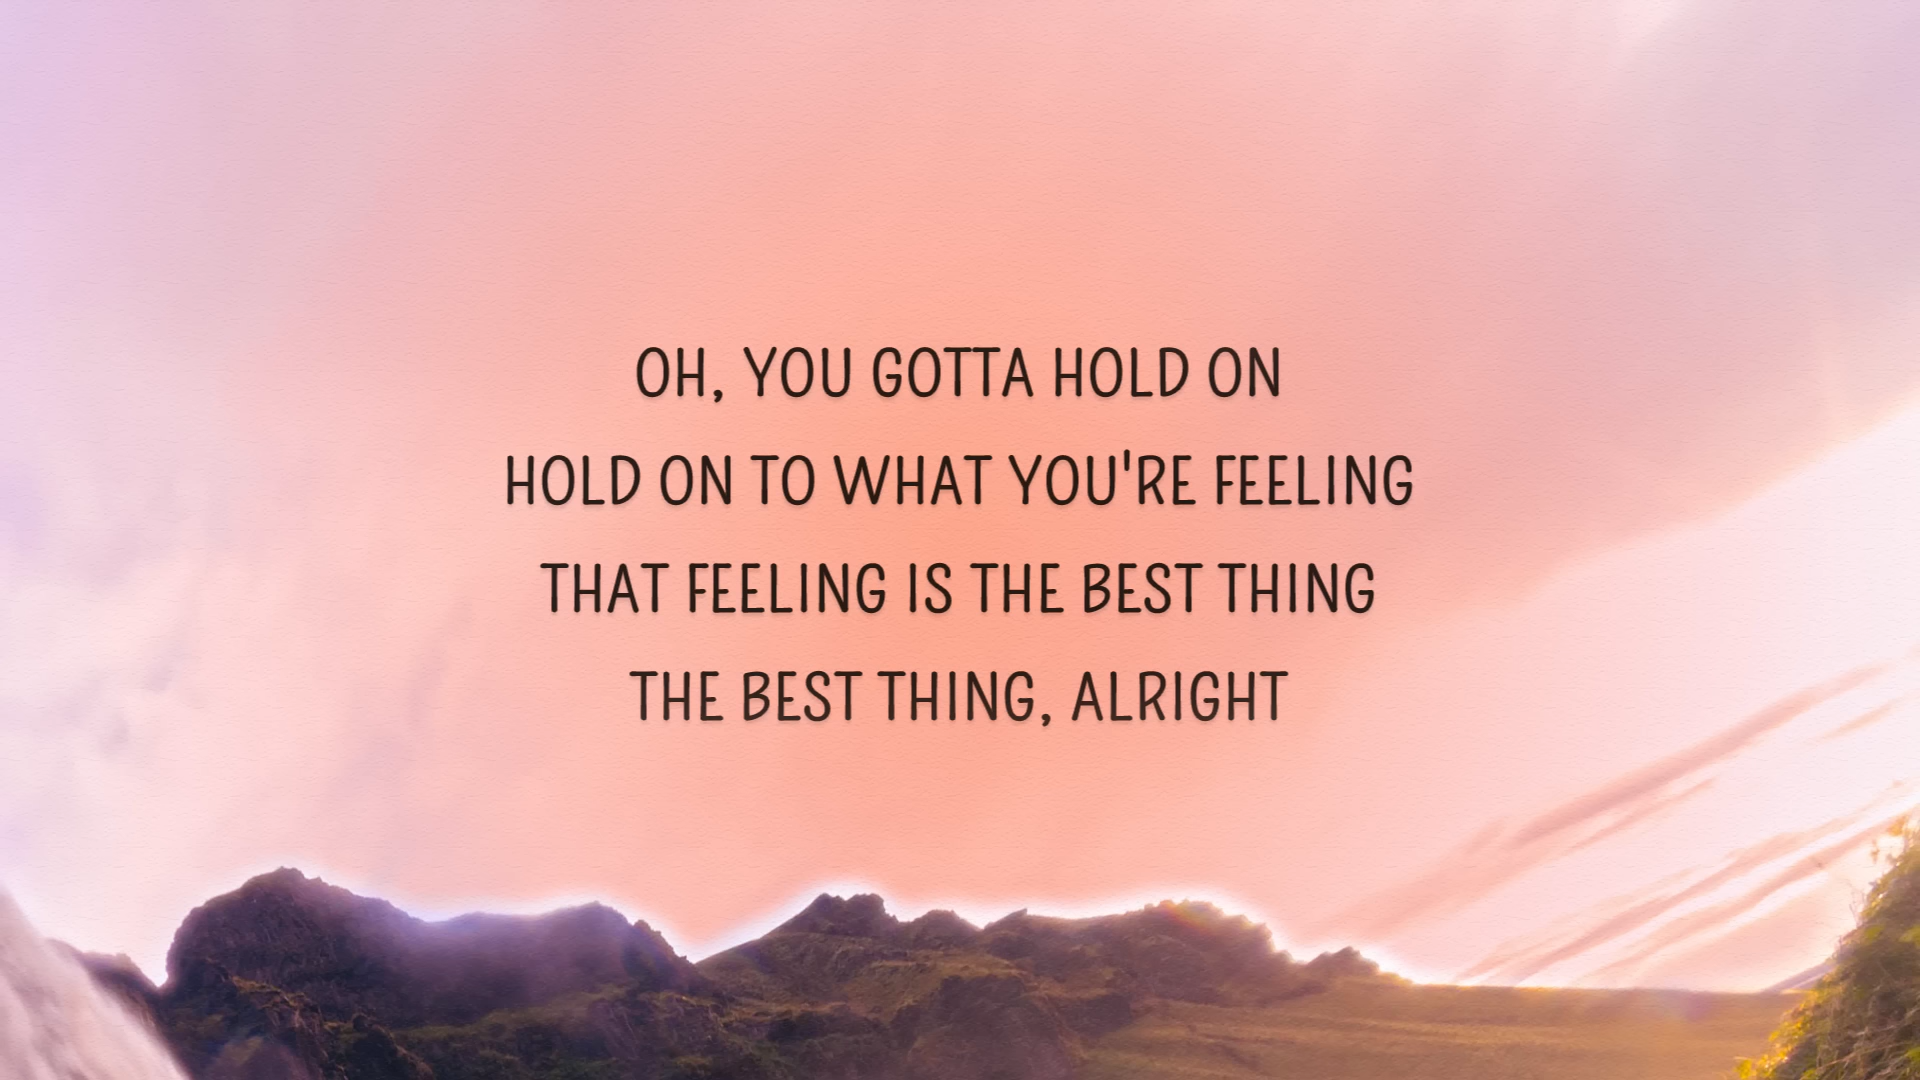 OH, YOU GOTTA HOLD ON
HOLD ON TO WHAT YOU'RE FEELING
THAT FEELING IS THE BEST THING
THE BEST THING, ALRIGHT